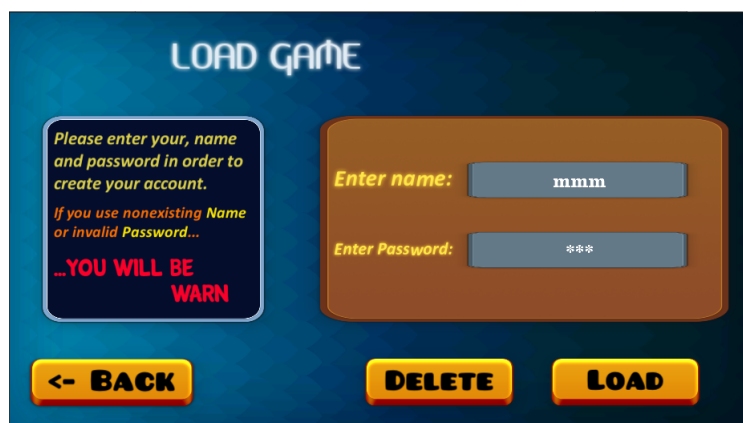 LOAD GAME
Please enter your, name
and password in order to
create your account.
If you use nonexisting Name
or invalid Password...
...YOU WILL BE
WARN
Enter name:
mmm
Enter Password:
***
<- BACK
DELETE
LOAD